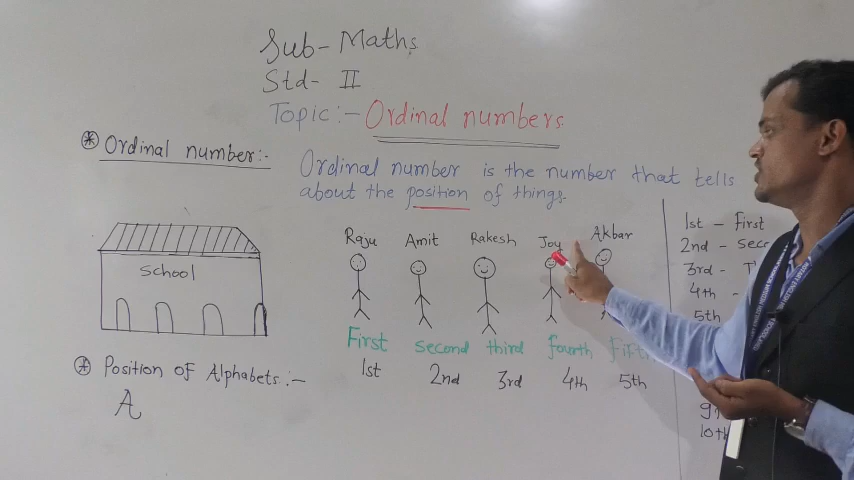 Sub- Maths
Std- II
Topic:- Ordinal numbers
* Ordinal number:-
Ordinal number is the number that tells
about the position of things.
School
Raju Amit Rakesh Joy Akbar
First second third fourth Fifth
1st 2nd 3rd 4th 5th
* Position of Alphabets:-
A
1st - First
2nd - Sec
3rd - T
4th -
5th
9t
10th